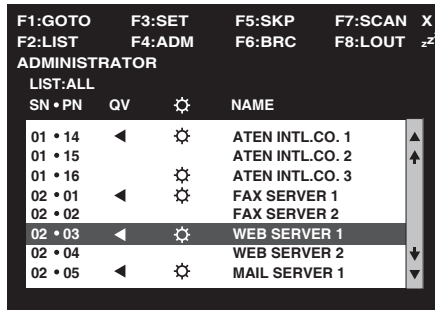 F1:GOTO F3:SET F5:SKP F7:SCAN X
F2:LIST F4:ADM F6:BRC F8:LOUT zZ
ADMINISTRATOR
LIST:ALL
SN•PN QV ☼ NAME
01•14 ◀ ☼ ATEN INTL.CO. 1
01•15 ATEN INTL.CO. 2
01•16 ☼ ATEN INTL.CO. 3
02•01 ◀ ☼ FAX SERVER 1
02•02 FAX SERVER 2
02•03 ◀ ☼ WEB SERVER 1
02•04 WEB SERVER 2
02•05 ◀ ☼ MAIL SERVER 1